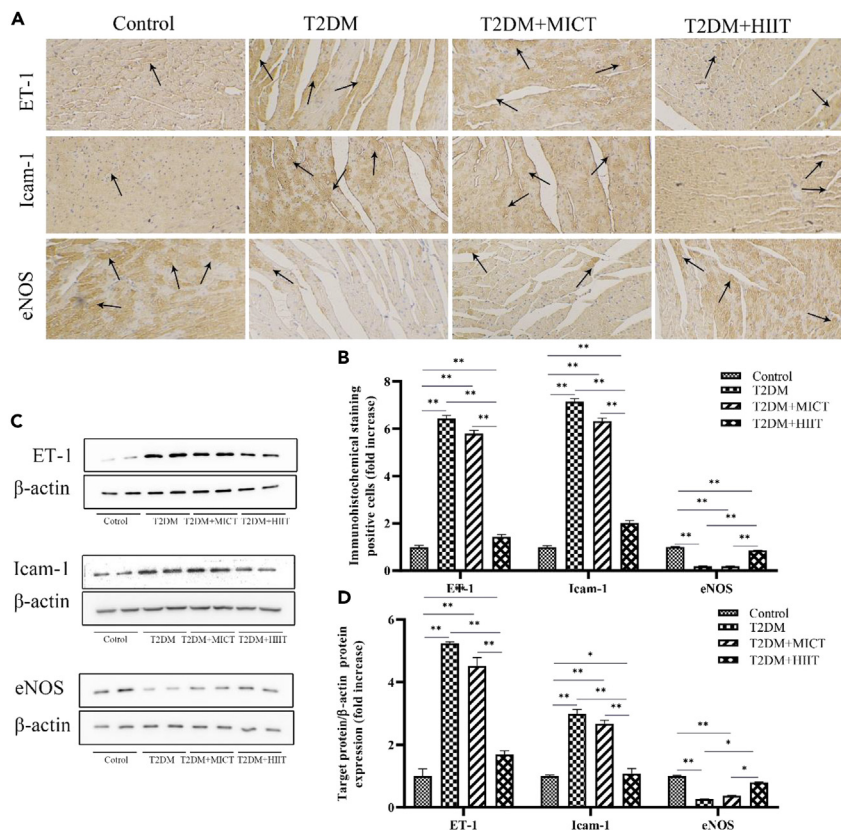 A
Control
T2DM
T2DM+MICT
T2DM+HIIT
ET-1
Icam-1
eNOS
B
Immunohistochemical staining
positive cells (fold increase)
8
6
4
2
0
** ** ** ** **
** ** ** ** **
** ** ** ** **
Control
T2DM
T2DM+MICT
T2DM+HIIT
ET-1
Icam-1
eNOS
C
ET-1
β-actin
Cotrol
T2DM
T2DM+MICT
T2DM+HIIT
Icam-1
β-actin
Cotrol
T2DM
T2DM+MICT
T2DM+HIIT
eNOS
β-actin
Cotrol
T2DM
T2DM+MICT
T2DM+HIIT
D
Target protein/β-actin protein
expression (fold increase)
6
4
2
0
** ** ** ** **
* ** ** ** **
** * ** *
Control
T2DM
T2DM+MICT
T2DM+HIIT
ET-1
Icam-1
eNOS